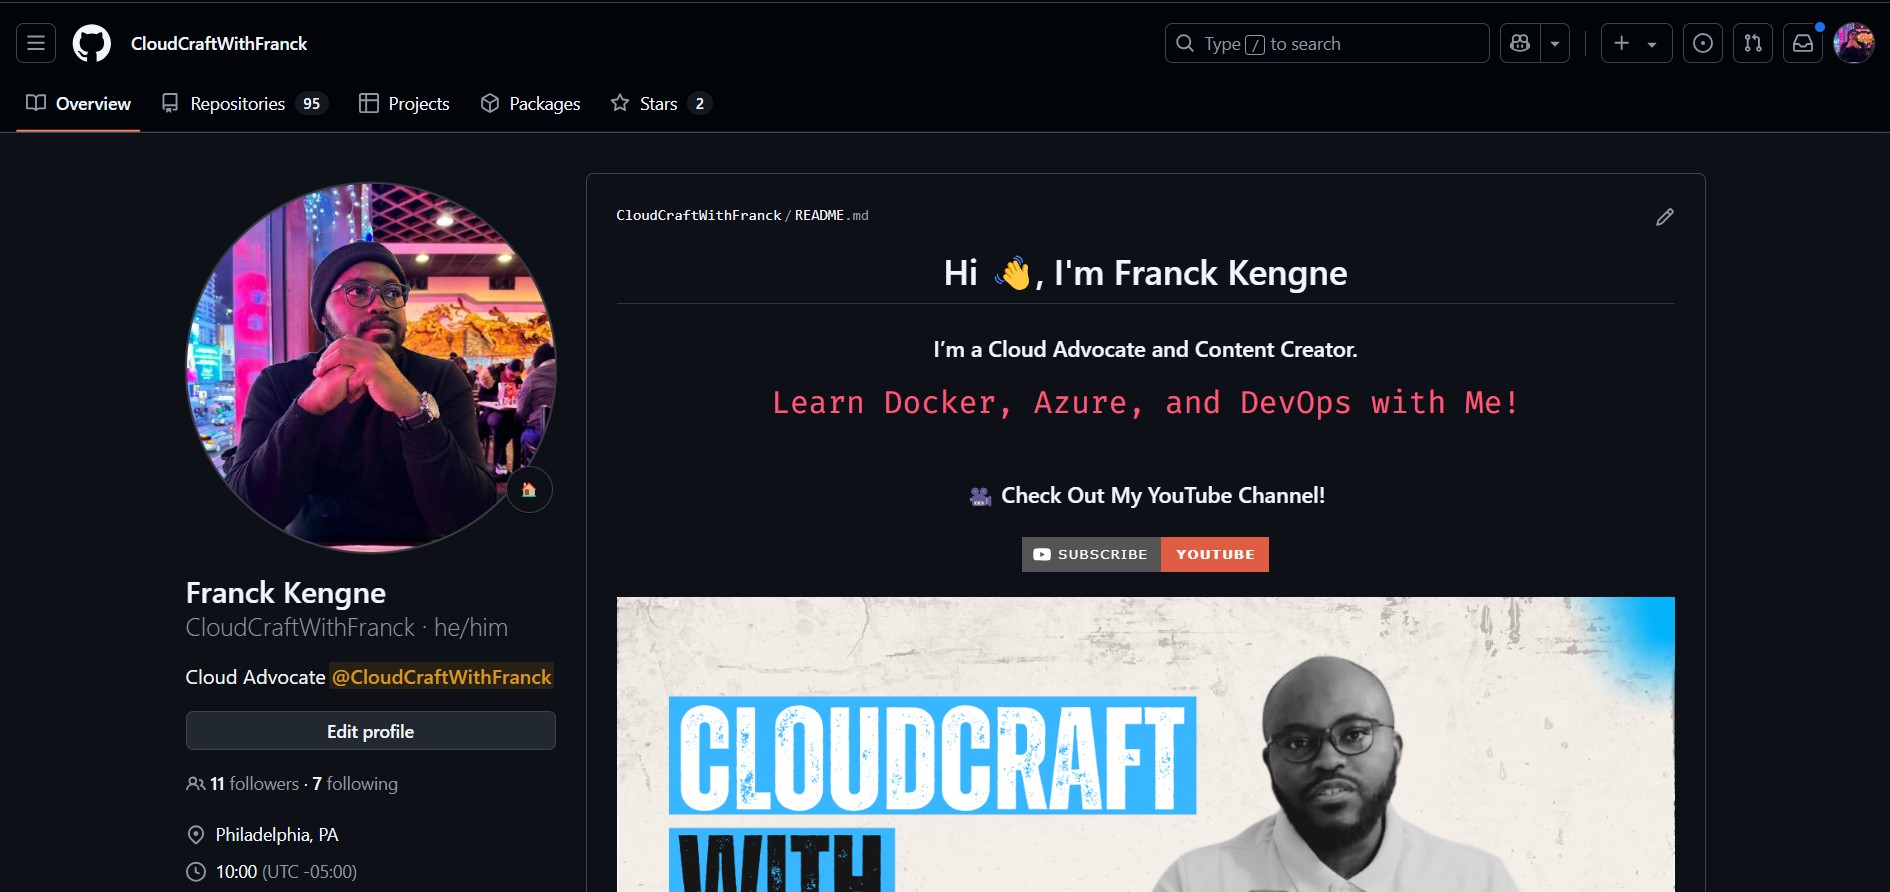 CloudCraftWithFranck
Type / to search
Overview
Repositories 95
Projects
Packages
Stars 2
CloudCraftWithFranck / README.md
Hi 👋, I'm Franck Kengne
I’m a Cloud Advocate and Content Creator.
Learn Docker, Azure, and DevOps with Me!
🎥 Check Out My YouTube Channel!
SUBSCRIBE YOUTUBE
CLOUDCRAFT
WITH
Franck Kengne
CloudCraftWithFranck · he/him
Cloud Advocate @CloudCraftWithFranck
Edit profile
11 followers · 7 following
Philadelphia, PA
10:00 (UTC -05:00)